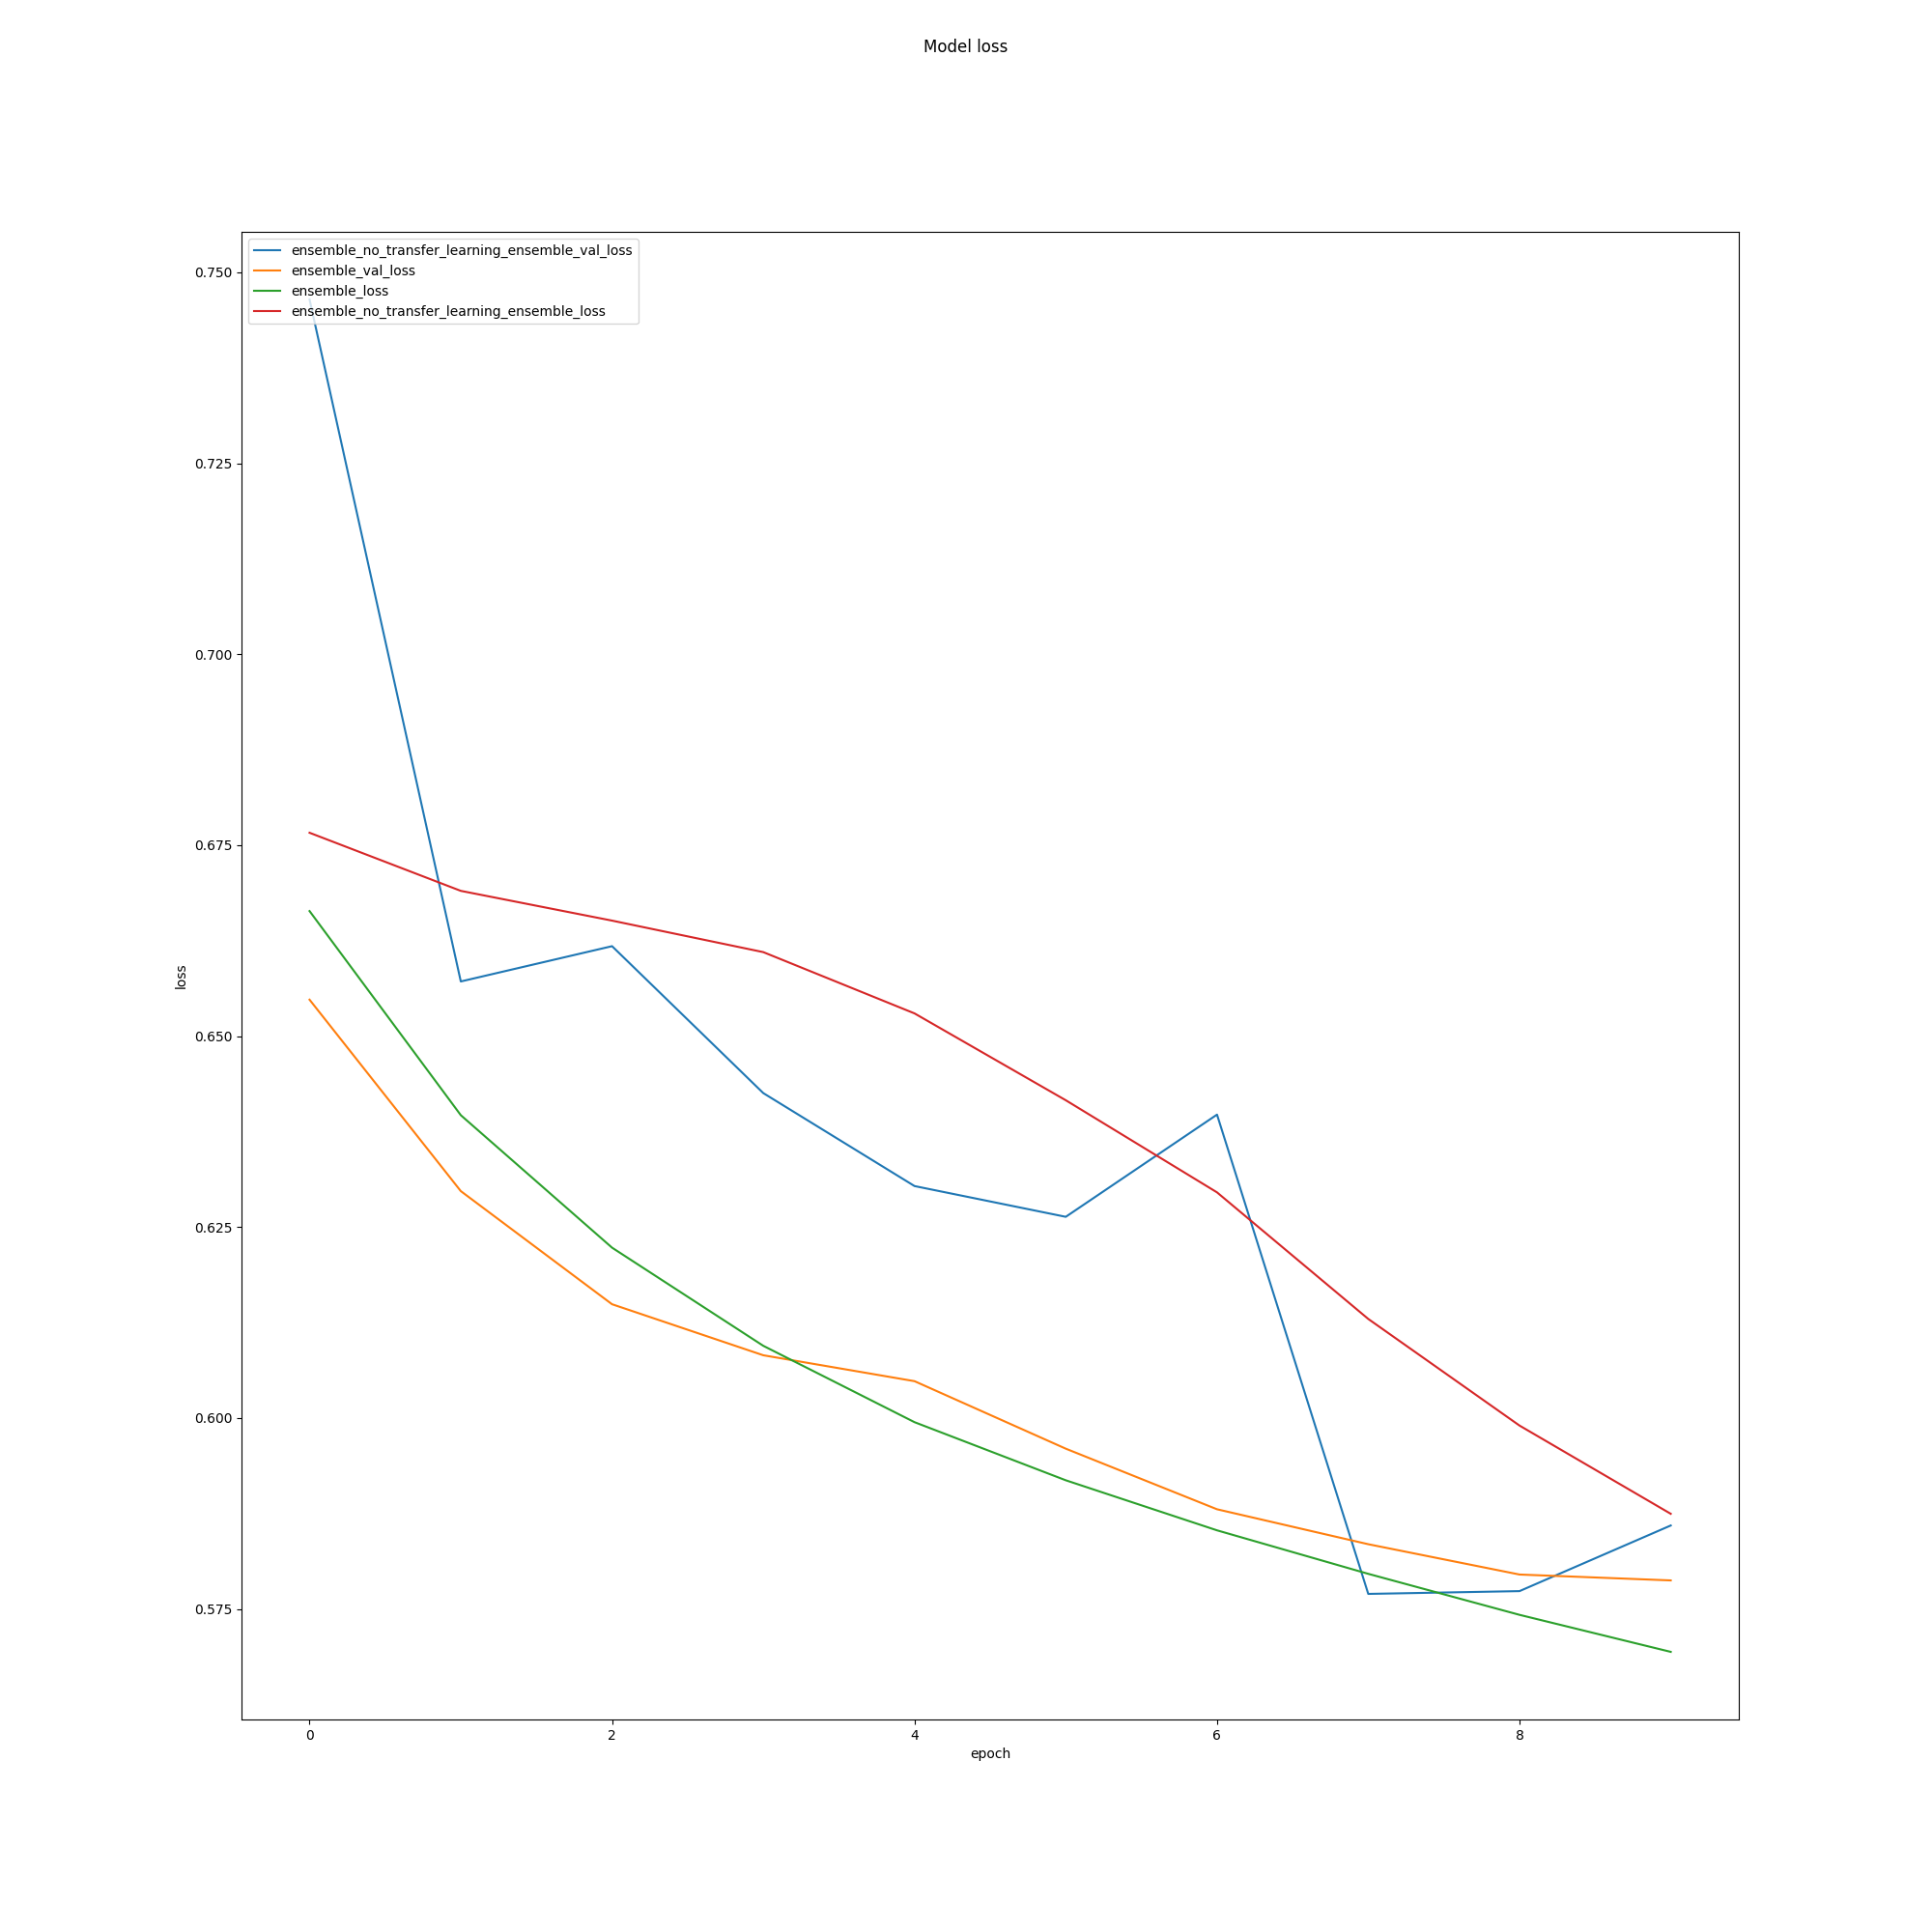 Model loss
ensemble_no_transfer_learning_ensemble_val_loss
ensemble_val_loss
ensemble_loss
ensemble_no_transfer_learning_ensemble_loss
0.750
0.725
0.700
0.675
0.650
0.625
0.600
0.575
loss
0 2 4 6 8
epoch